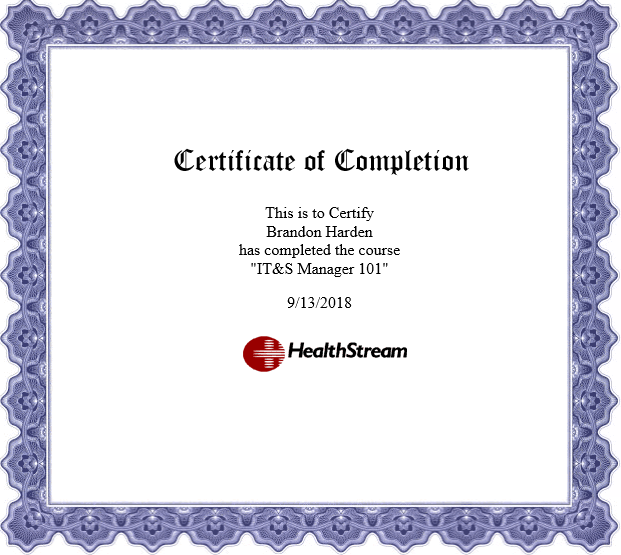 Certificate of Completion
This is to Certify
Brandon Harden
has completed the course
"IT&S Manager 101"
9/13/2018
HealthStream